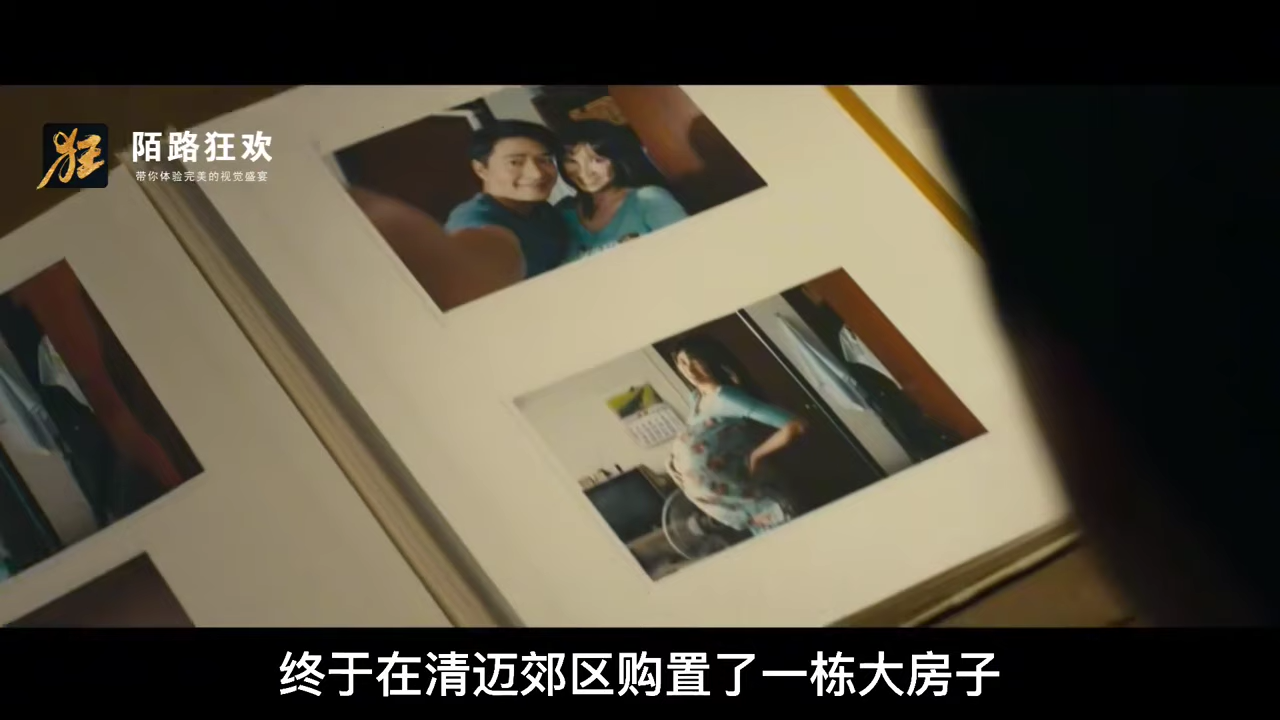 狂
陌路狂欢
带你体验完美的视觉盛宴
终于在清迈郊区购置了一栋大房子